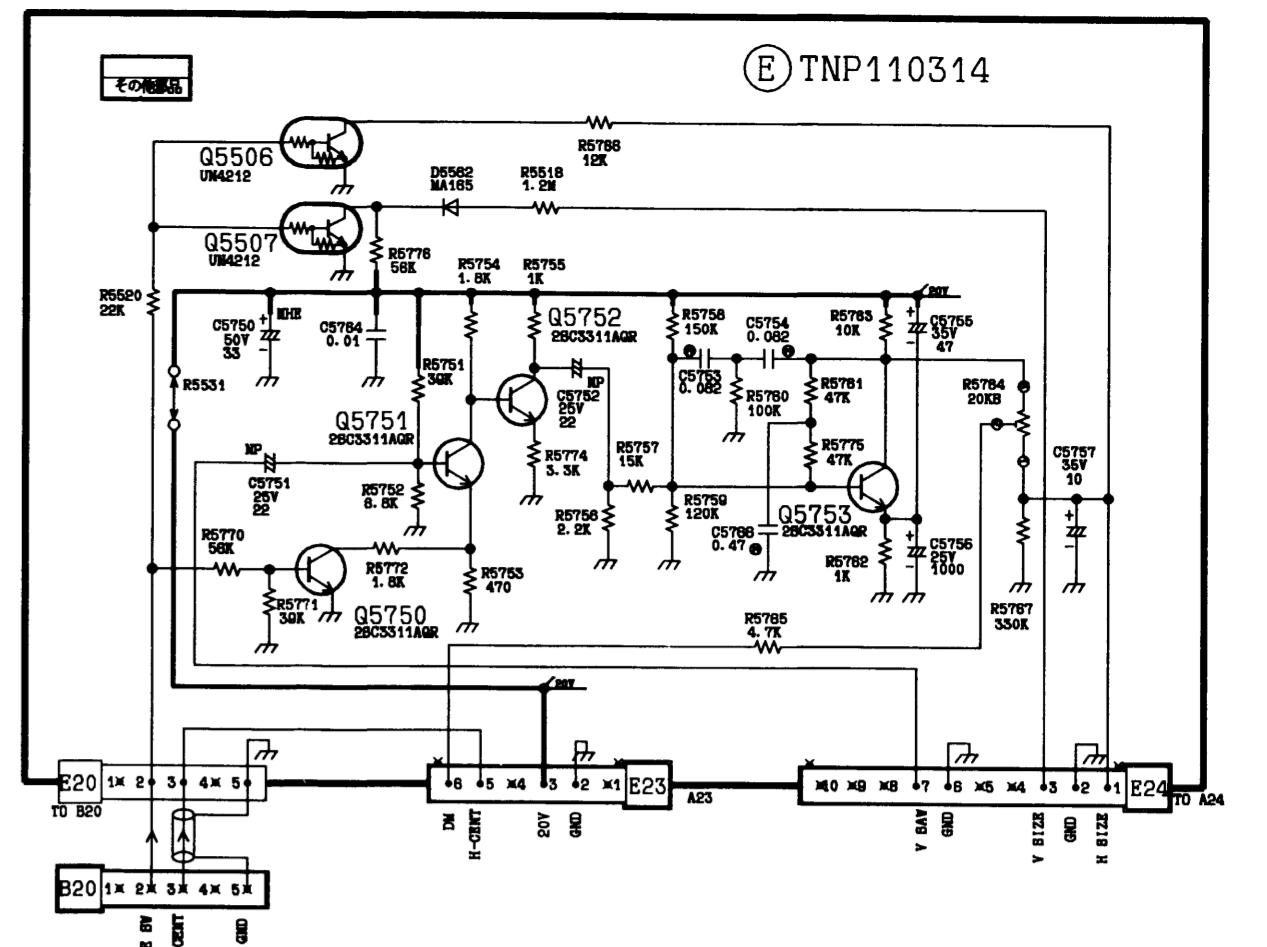 E TNP110314
その他部品
Q5506
UN4212
R5766
12K
D5562
MA165
R5518
1.2M
Q5507
UN4212
R5776
56K
R5754
1.8K
R5755
1K
R5520
22K
MHE
C5750
50V
33
C5764
0.01
Q5752
2SC3311AQR
R5758
150K
C5754
0.082
R5763
10K
20V
C5755
35V
47
R5531
R5751
39K
NP
C5752
25V
22
C5753
0.082
R5760
100K
R5761
47K
R5764
20KB
Q5751
2SC3311AQR
NP
C5751
25V
22
R5752
6.8K
R5774
3.3K
R5757
15K
R5775
47K
C5757
35V
10
R5756
2.2K
R5759
120K
C5766
0.47
Q5753
2SC3311AQR
R5762
1K
C5756
25V
1000
R5770
56K
R5772
1.8K
R5753
470
R5771
39K
Q5750
2SC3311AQR
R5765
4.7K
R5767
330K
20V
E20 1 2 3 4 5
TO B20
6 5 4 3 2 1 E23
A23
10 9 8 7 6 5 4 3 2 1 E24
TO A24
DM
H-CENT
20V
GND
V SAW
GND
V SIZE
GND
H SIZE
B20 1 2 3 4 5
E SW
CENT
GND